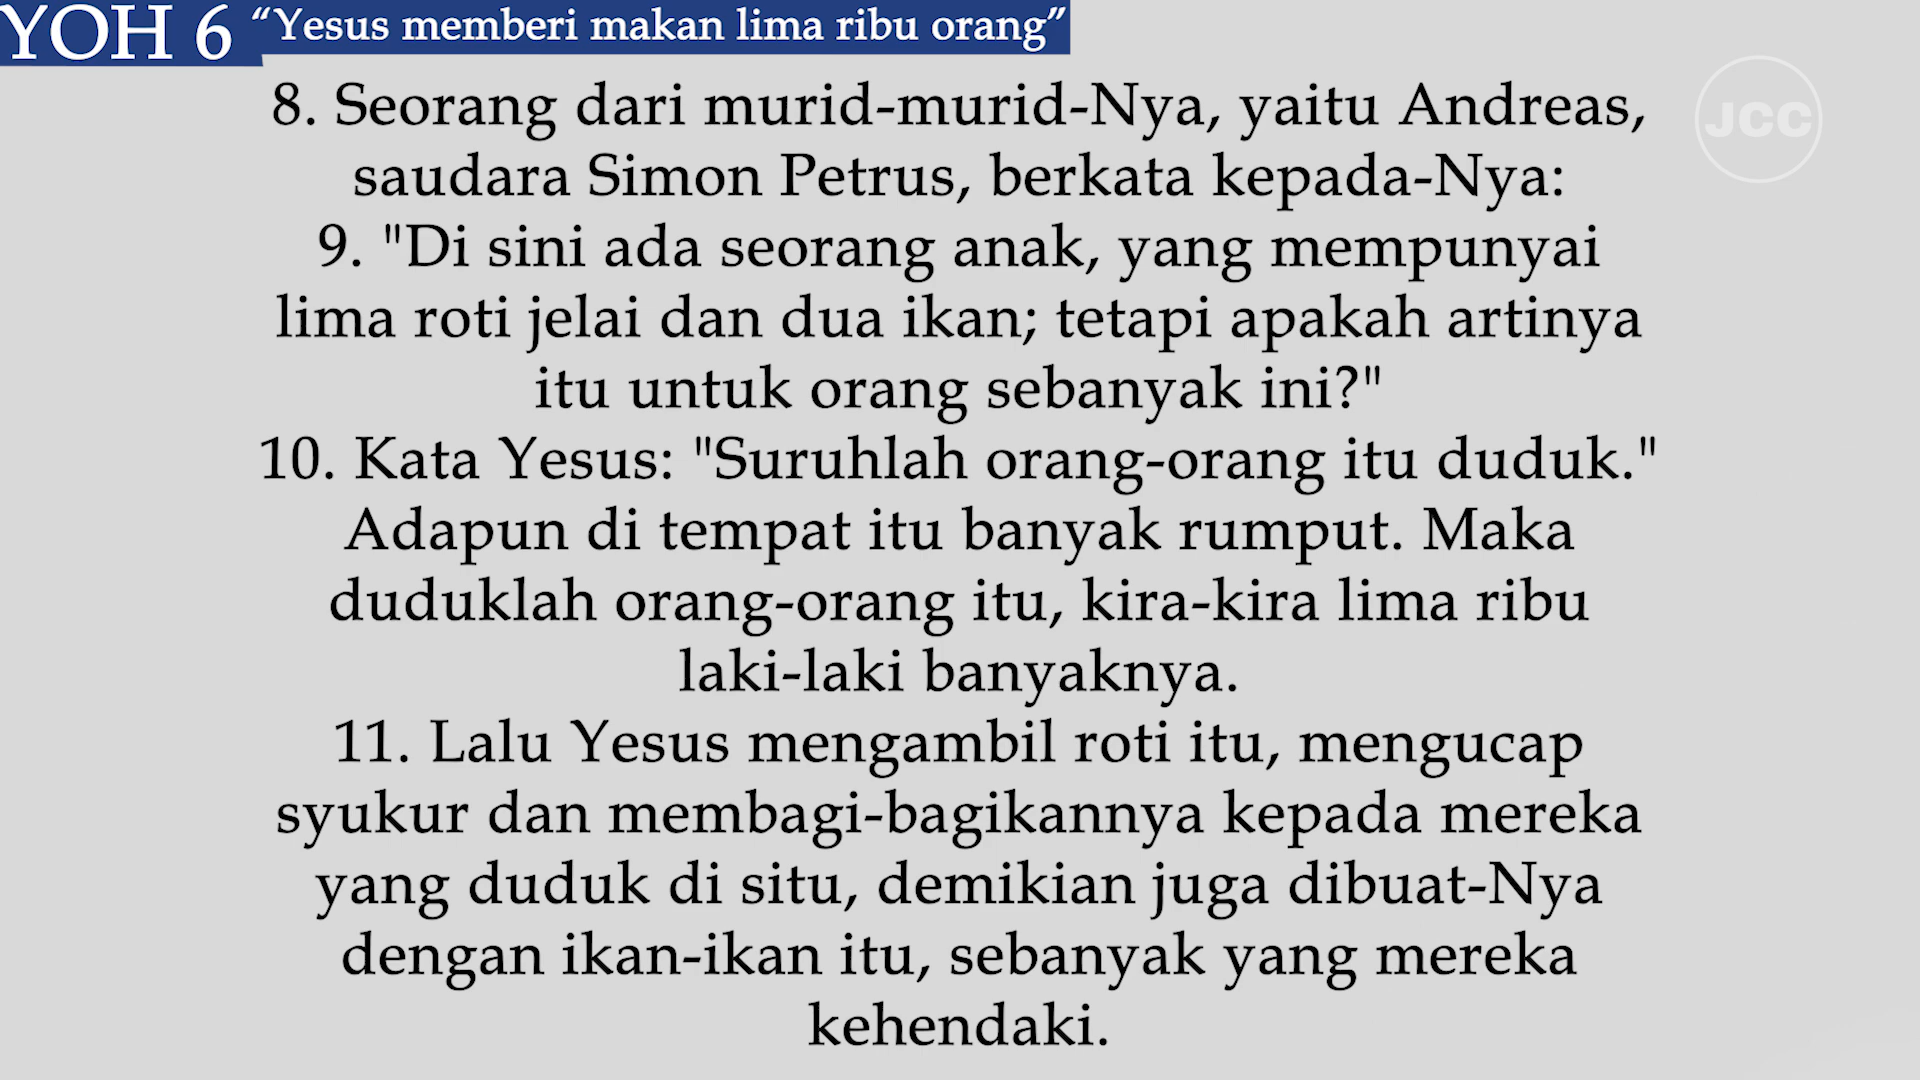 YOH 6 “Yesus memberi makan lima ribu orang”
JCC
8. Seorang dari murid-murid-Nya, yaitu Andreas,
saudara Simon Petrus, berkata kepada-Nya:
9. "Di sini ada seorang anak, yang mempunyai
lima roti jelai dan dua ikan; tetapi apakah artinya
itu untuk orang sebanyak ini?"
10. Kata Yesus: "Suruhlah orang-orang itu duduk."
Adapun di tempat itu banyak rumput. Maka
duduklah orang-orang itu, kira-kira lima ribu
laki-laki banyaknya.
11. Lalu Yesus mengambil roti itu, mengucap
syukur dan membagi-bagikannya kepada mereka
yang duduk di situ, demikian juga dibuat-Nya
dengan ikan-ikan itu, sebanyak yang mereka
kehendaki.